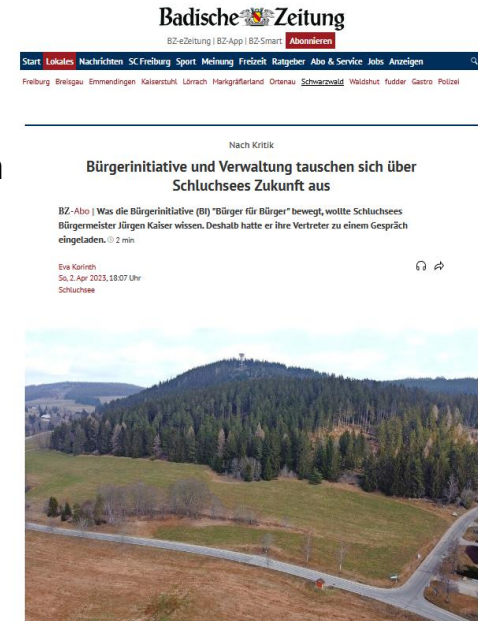 Badische Zeitung
BZ-eZeitung | BZ-App | BZ-Smart Abonnieren
Start Lokales Nachrichten SC Freiburg Sport Meinung Freizeit Ratgeber Abo & Service Jobs Anzeigen
Freiburg Breisgau Emmendingen Kaiserstuhl Lörrach Markgräflerland Ortenau Schwarzwald Waldshut fudder Gastro Polizei
Nach Kritik
Bürgerinitiative und Verwaltung tauschen sich über
Schluchsees Zukunft aus
BZ-Abo | Was die Bürgerinitiative (BI) "Bürger für Bürger" bewegt, wollte Schluchsees
Bürgermeister Jürgen Kaiser wissen. Deshalb hatte er ihre Vertreter zu einem Gespräch
eingeladen. 2 min
Eva Korinth
So, 2. Apr 2023, 18:07 Uhr
Schluchsee